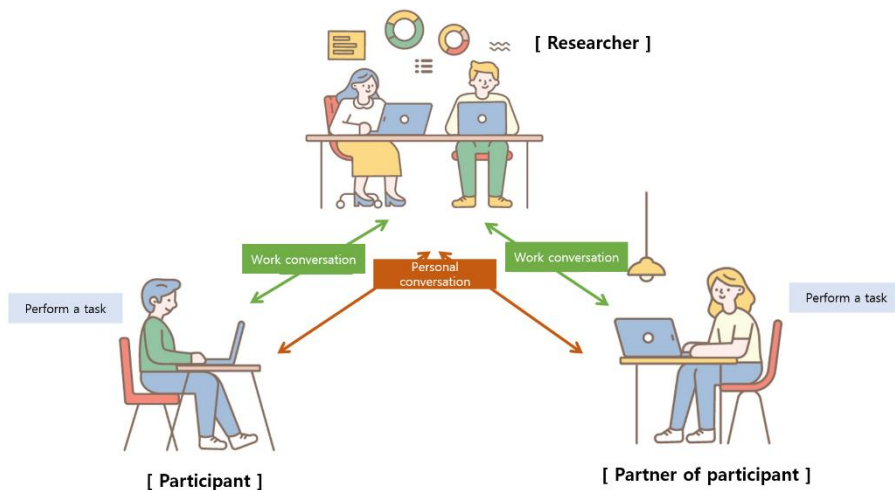 [ Researcher ]
Work conversation
Work conversation
Personal
conversation
Perform a task
Perform a task
[ Participant ]
[ Partner of participant ]